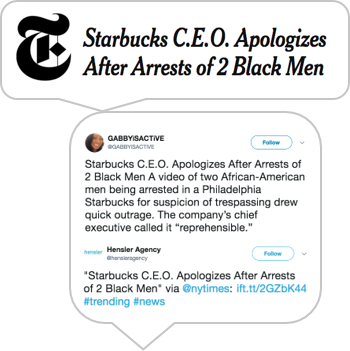 T
Starbucks C.E.O. Apologizes
After Arrests of 2 Black Men
GABBYiSACTiVE
@GABBYISACTIVE
Follow
Starbucks C.E.O. Apologizes After Arrests of
2 Black Men A video of two African-American
men being arrested in a Philadelphia
Starbucks for suspicion of trespassing drew
quick outrage. The company's chief
executive called it “reprehensible.”
hensler
Hensler Agency
@hensleragency
Follow
"Starbucks C.E.O. Apologizes After Arrests
of 2 Black Men" via @nytimes: ift.tt/2GZbK44
#trending #news